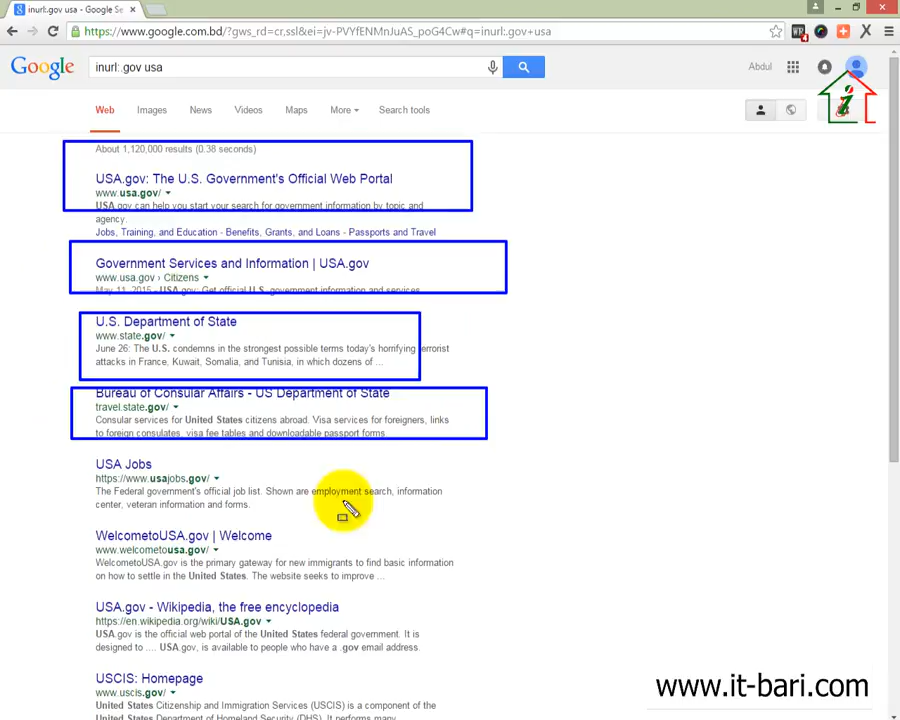 inurl:.gov usa - Google Se
https://www.google.com.bd/?gws_rd=cr,ssl&ei=jv-PVYfENMnJuAS_poG4Cw#q=inurl:.gov+usa
Google
inurl:.gov usa
Abdul
Web Images News Videos Maps More Search tools
About 1,120,000 results (0.38 seconds)
USA.gov: The U.S. Government's Official Web Portal
www.usa.gov/
USA.gov can help you start your search for government information by topic and
agency.
Jobs, Training, and Education - Benefits, Grants, and Loans - Passports and Travel
Government Services and Information | USA.gov
www.usa.gov › Citizens
May 11, 2015 - USA.gov: Get official U.S. government information and services
U.S. Department of State
www.state.gov/
June 26: The U.S. condemns in the strongest possible terms today's horrifying terrorist
attacks in France, Kuwait, Somalia, and Tunisia, in which dozens of ...
Bureau of Consular Affairs - US Department of State
travel.state.gov/
Consular services for United States citizens abroad. Visa services for foreigners, links
to foreign consulates, visa fee tables and downloadable passport forms.
USA Jobs
https://www.usajobs.gov/
The Federal government's official job list. Shown are employment search, information
center, veteran information and forms.
WelcometoUSA.gov | Welcome
www.welcometousa.gov/
WelcometoUSA.gov is the primary gateway for new immigrants to find basic information
on how to settle in the United States. The website seeks to improve ...
USA.gov - Wikipedia, the free encyclopedia
https://en.wikipedia.org/wiki/USA.gov
USA.gov is the official web portal of the United States federal government. It is
designed to .... USA.gov, is available to people who have a .gov email address.
USCIS: Homepage
www.uscis.gov/
United States Citizenship and Immigration Services (USCIS) is a component of the
United States Department of Homeland Security (DHS). It performs many
www.it-bari.com